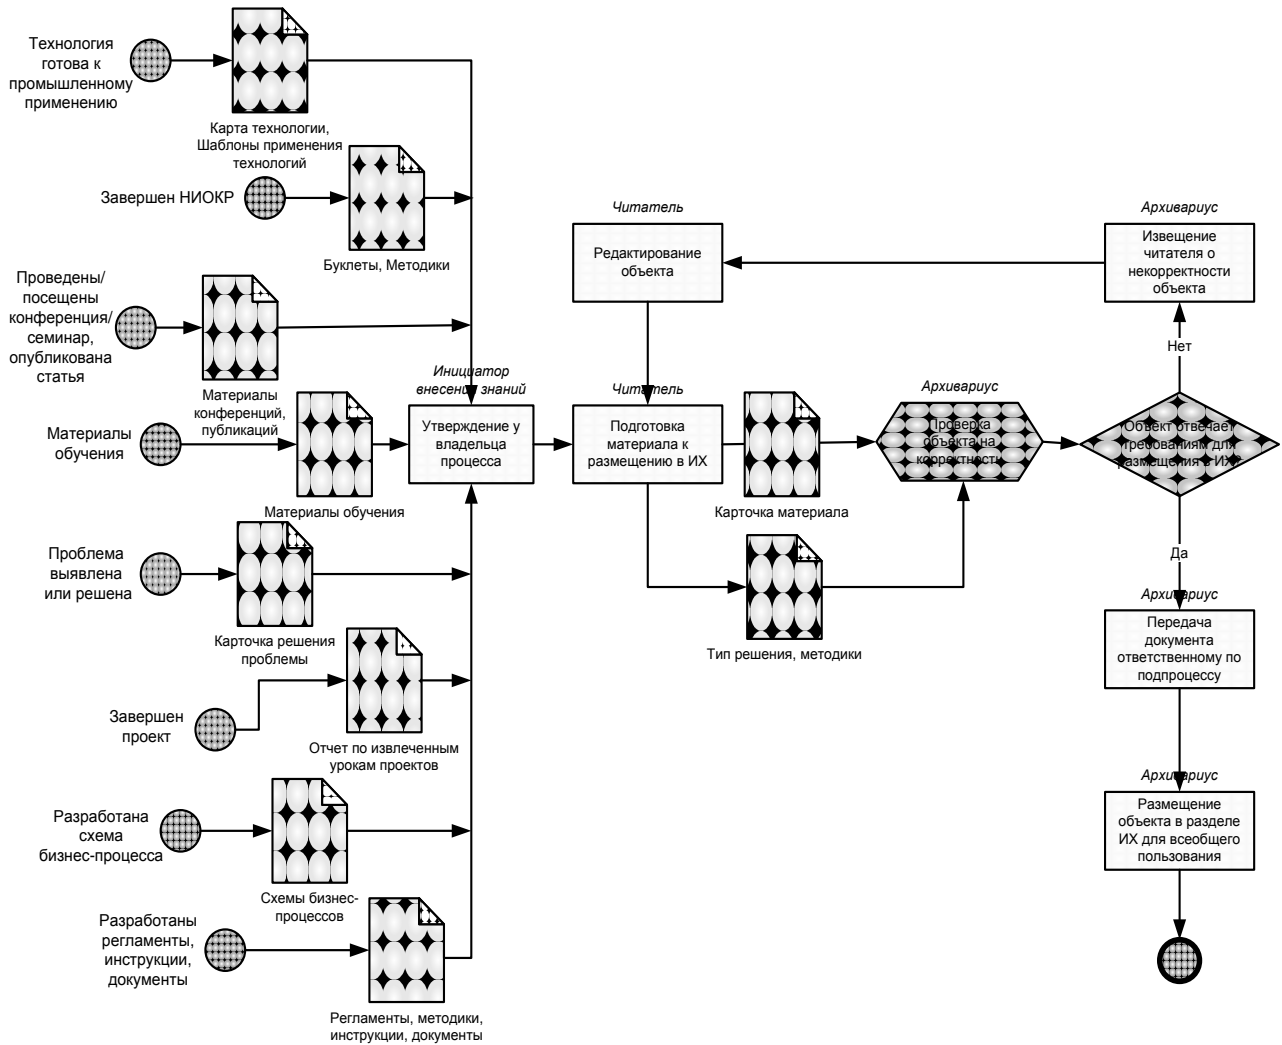 Технология
готова к
промышленному
применению
Карта технологии,
Шаблоны применения
технологий
Завершен НИОКР
Буклеты, Методики
Проведены/
посещены
конференция/
семинар,
опубликована
статья
Материалы
конференций,
публикаций
Материалы
обучения
Материалы обучения
Проблема
выявлена
или решена
Карточка решения
проблемы
Завершен
проект
Отчет по извлеченным
урокам проектов
Разработана
схема
бизнес-процесса
Схемы бизнес-
процессов
Разработаны
регламенты,
инструкции,
документы
Регламенты, методики,
инструкции, документы
Инициатор
внесения знаний
Утверждение у
владельца
процесса
Читатель
Редактирование
объекта
Читатель
Подготовка
материала к
размещению в ИХ
Карточка материала
Тип решения, методики
Архивариус
Проверка
объекта на
корректность
Архивариус
Извещение
читателя о
некорректности
объекта
Нет
Объект отвечает
требованиям для
размещения в ИХ?
Да
Архивариус
Передача
документа
ответственному по
подпроцессу
Архивариус
Размещение
объекта в разделе
ИХ для всеобщего
пользования